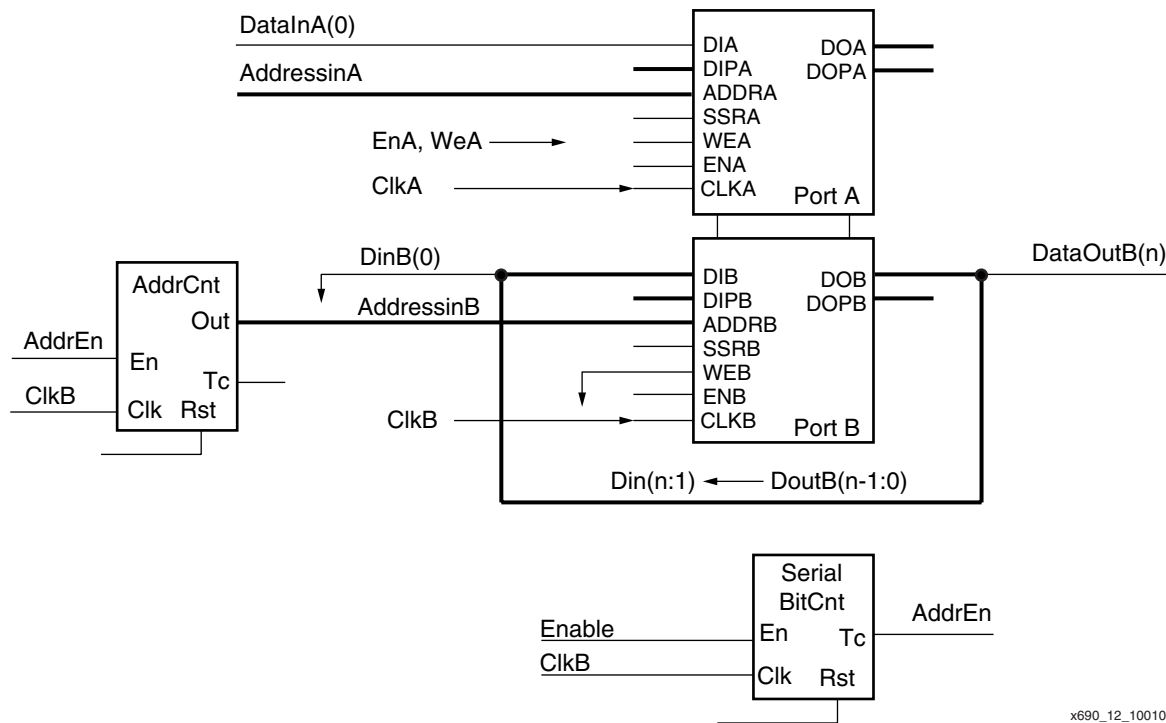 DataInA(0)
AddressinA
EnA, WeA
ClkA
DIA
DIPA
ADDRA
SSRA
WEA
ENA
CLKA
DOA
DOPA
Port A
DinB(0)
AddressinB
ClkB
AddrCnt
Out
En
Tc
Clk Rst
AddrEn
ClkB
DIB
DIPB
ADDRB
SSRB
WEB
ENB
CLKB
DOB
DOPB
Port B
DataOutB(n)
Din(n:1) DoutB(n-1:0)
Serial
BitCnt
En Tc
Clk Rst
Enable
ClkB
AddrEn
x690_12_10010